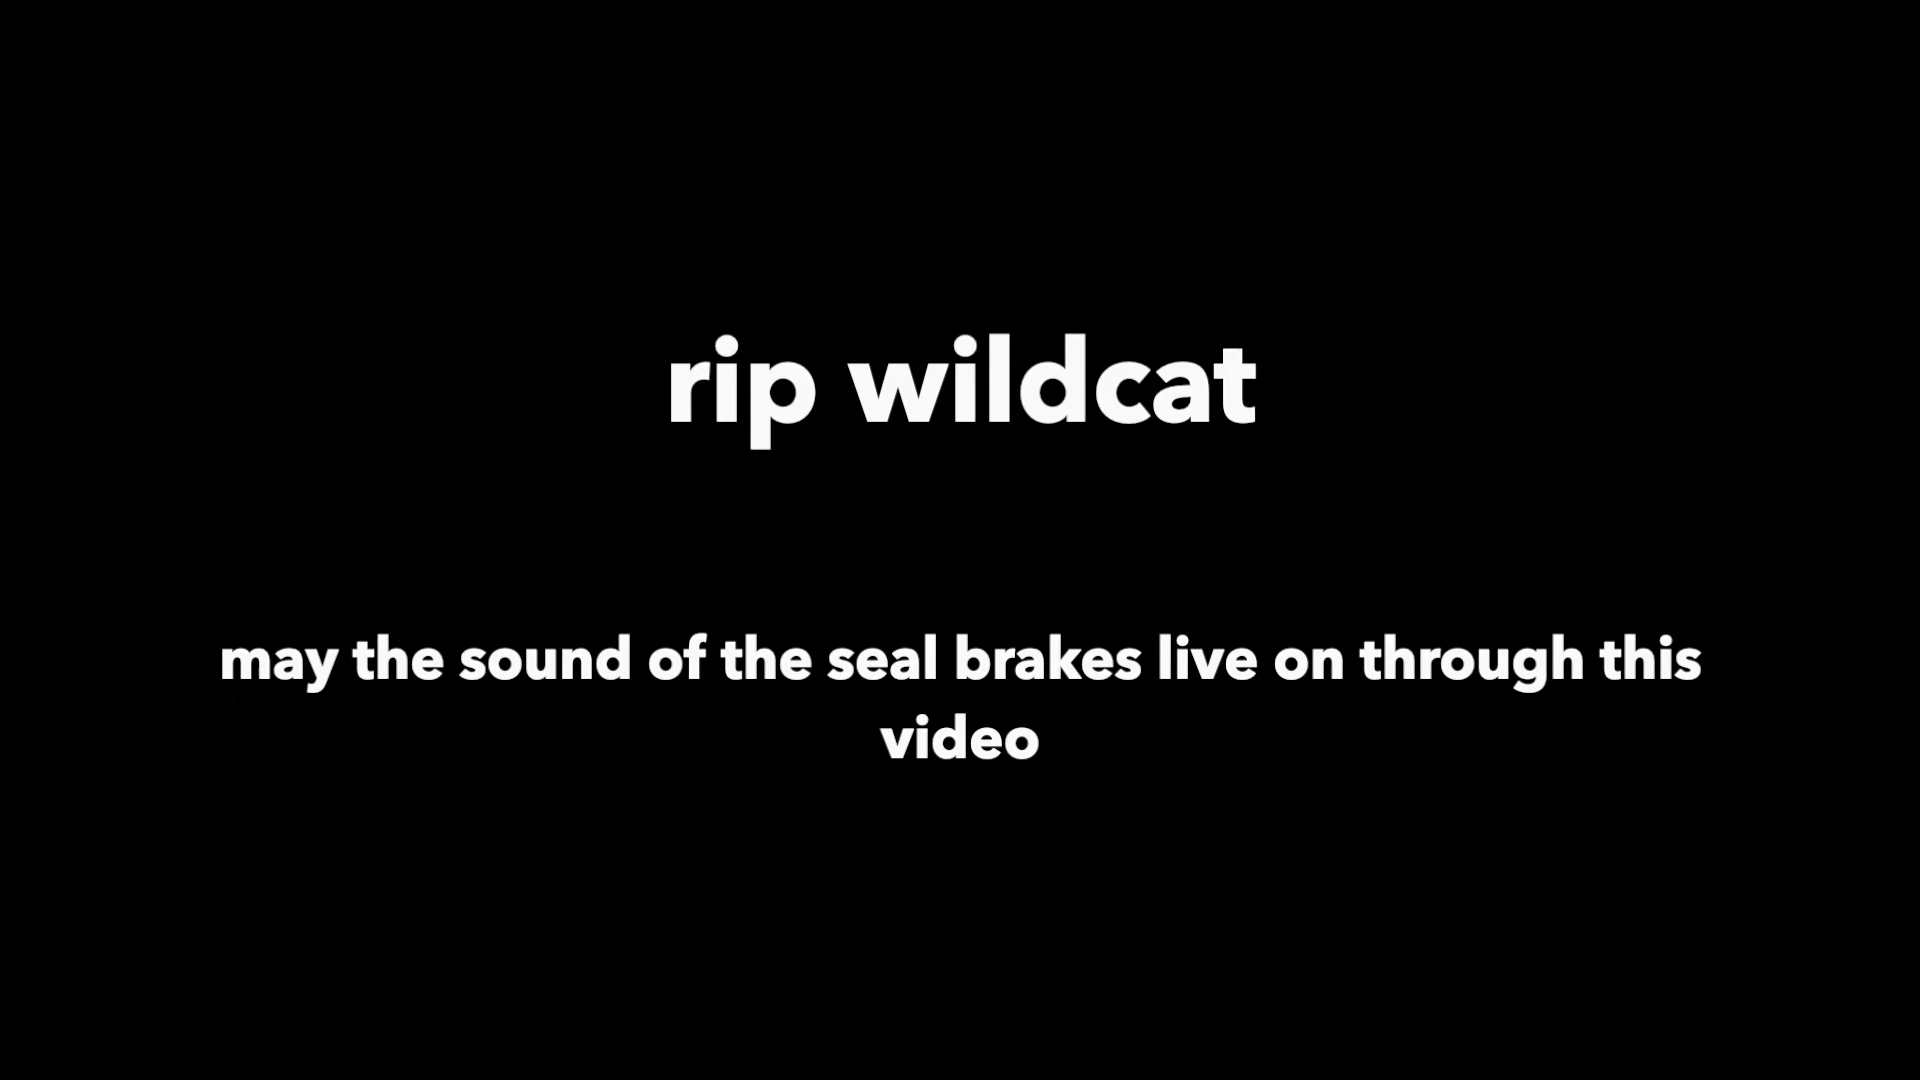 rip wildcat
may the sound of the seal brakes live on through this
video